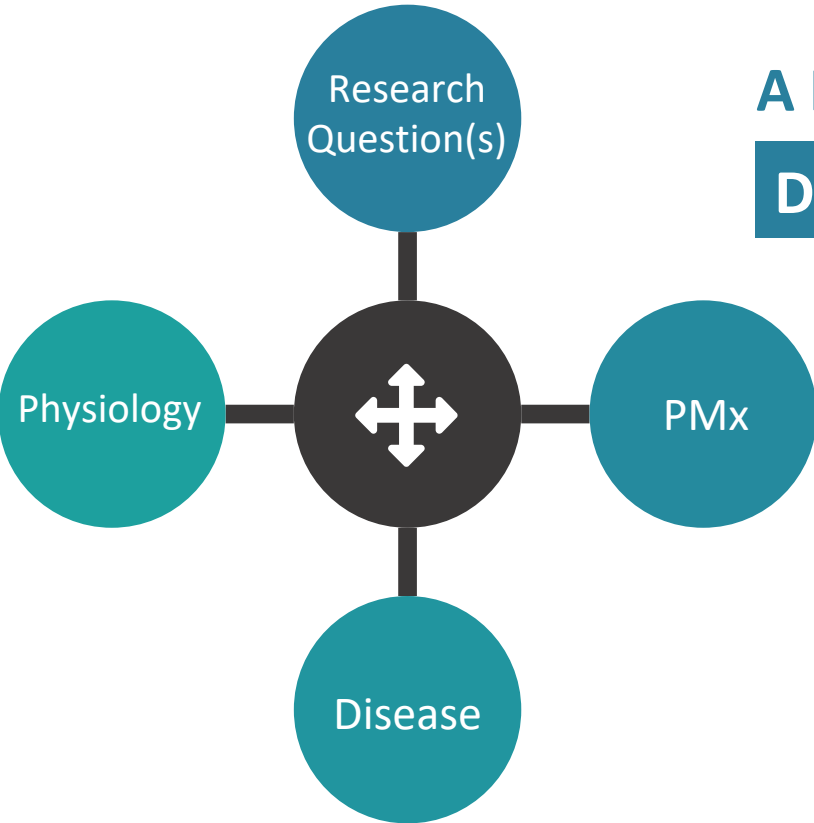 Research
Question(s)
A
D
Physiology
PMx
Disease